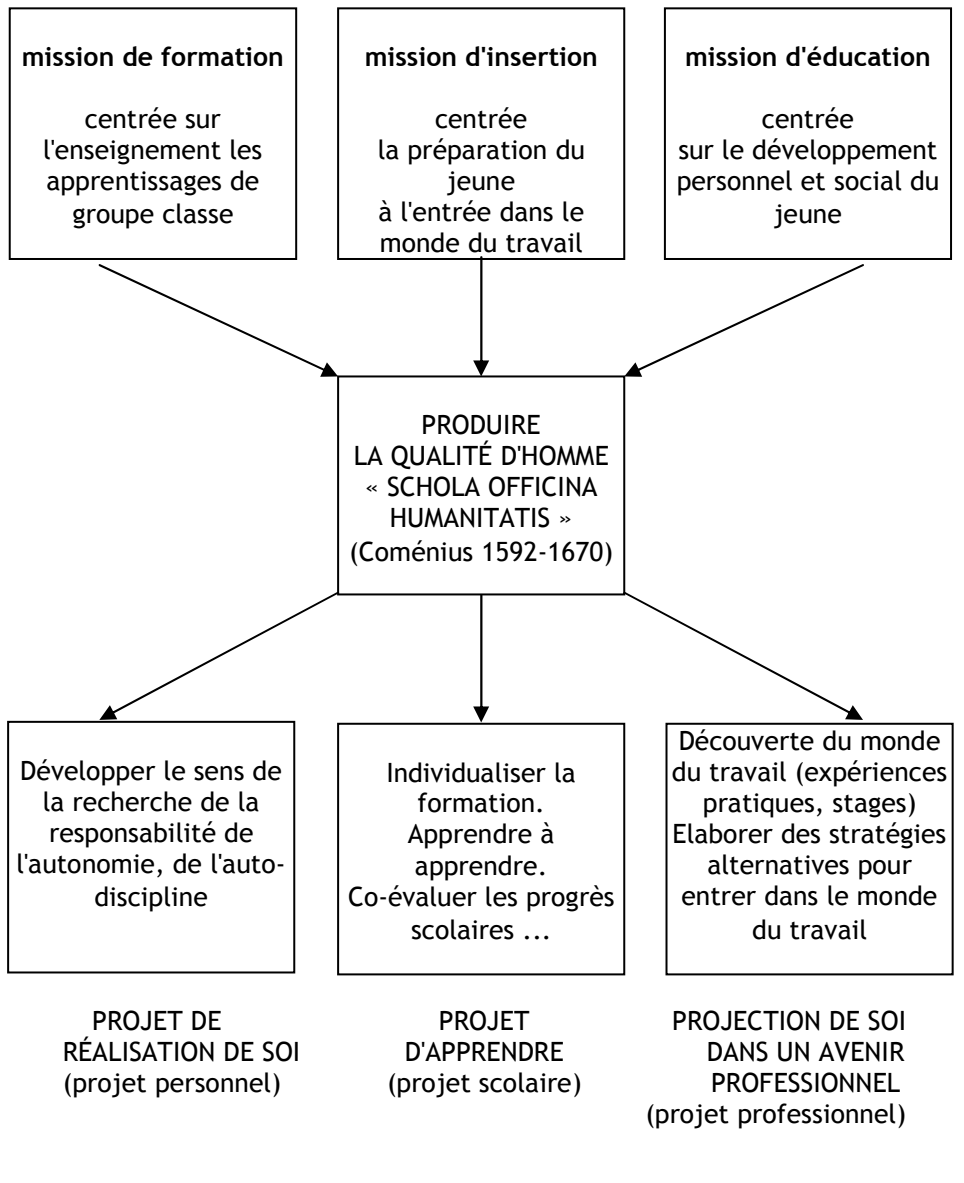 mission de formation
centrée sur
l'enseignement les
apprentissages de
groupe classe
mission d'insertion
centrée
la préparation du
jeune
à l'entrée dans le
monde du travail
mission d'éducation
centrée
sur le développement
personnel et social du
jeune
PRODUIRE
LA QUALITÉ D'HOMME
« SCHOLA OFFICINA
HUMANITATIS »
(Coménius 1592-1670)
Développer le sens de
la recherche de la
responsabilité de
l'autonomie, de l'auto-
discipline
Individualiser la
formation.
Apprendre à
apprendre.
Co-évaluer les progrès
scolaires ...
Découverte du monde
du travail (expériences
pratiques, stages)
Elaborer des stratégies
alternatives pour
entrer dans le monde
du travail
PROJET DE
RÉALISATION DE SOI
(projet personnel)
PROJET
D'APPRENDRE
(projet scolaire)
PROJECTION DE SOI
DANS UN AVENIR
PROFESSIONNEL
(projet professionnel)